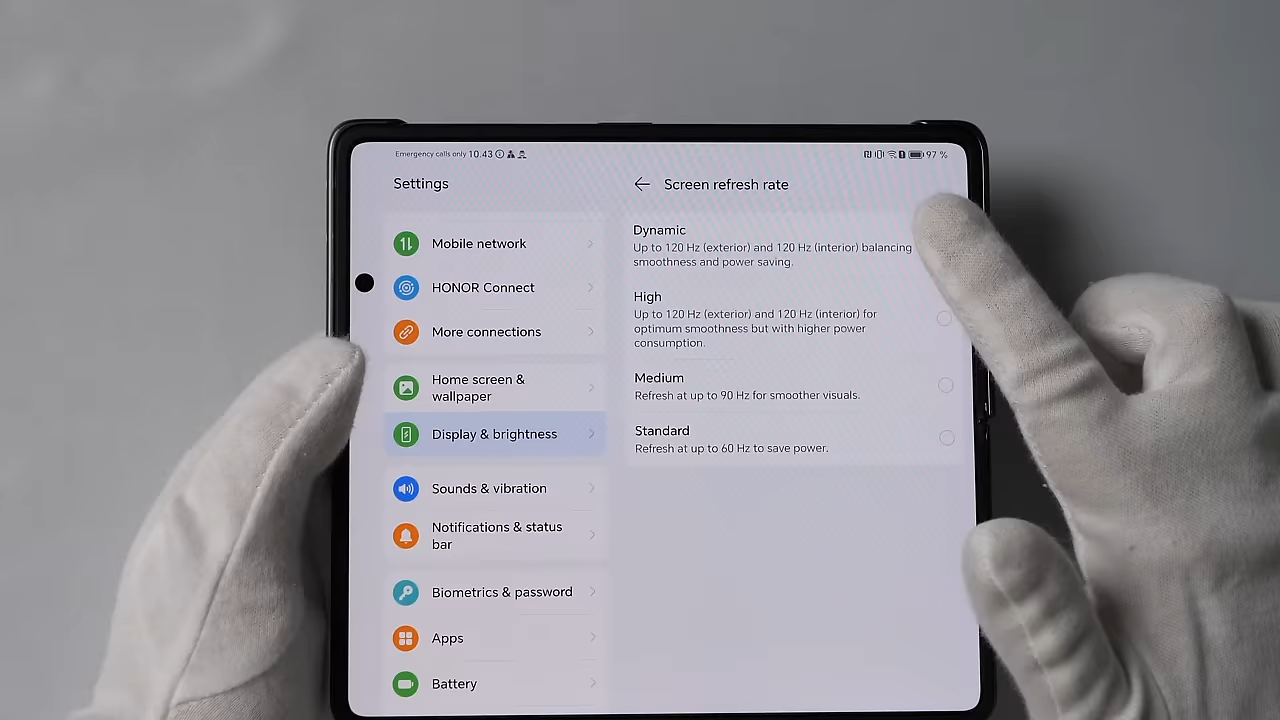 Emergency calls only 10.43
97 %
Settings
Screen refresh rate
Mobile network
HONOR Connect
More connections
Home screen &
wallpaper
Display & brightness
Sounds & vibration
Notifications & status
bar
Biometrics & password
Apps
Battery
Dynamic
Up to 120 Hz (exterior) and 120 Hz (interior) balancing
smoothness and power saving.
High
Up to 120 Hz (exterior) and 120 Hz (interior) for
optimum smoothness but with higher power
consumption.
Medium
Refresh at up to 90 Hz for smoother visuals.
Standard
Refresh at up to 60 Hz to save power.